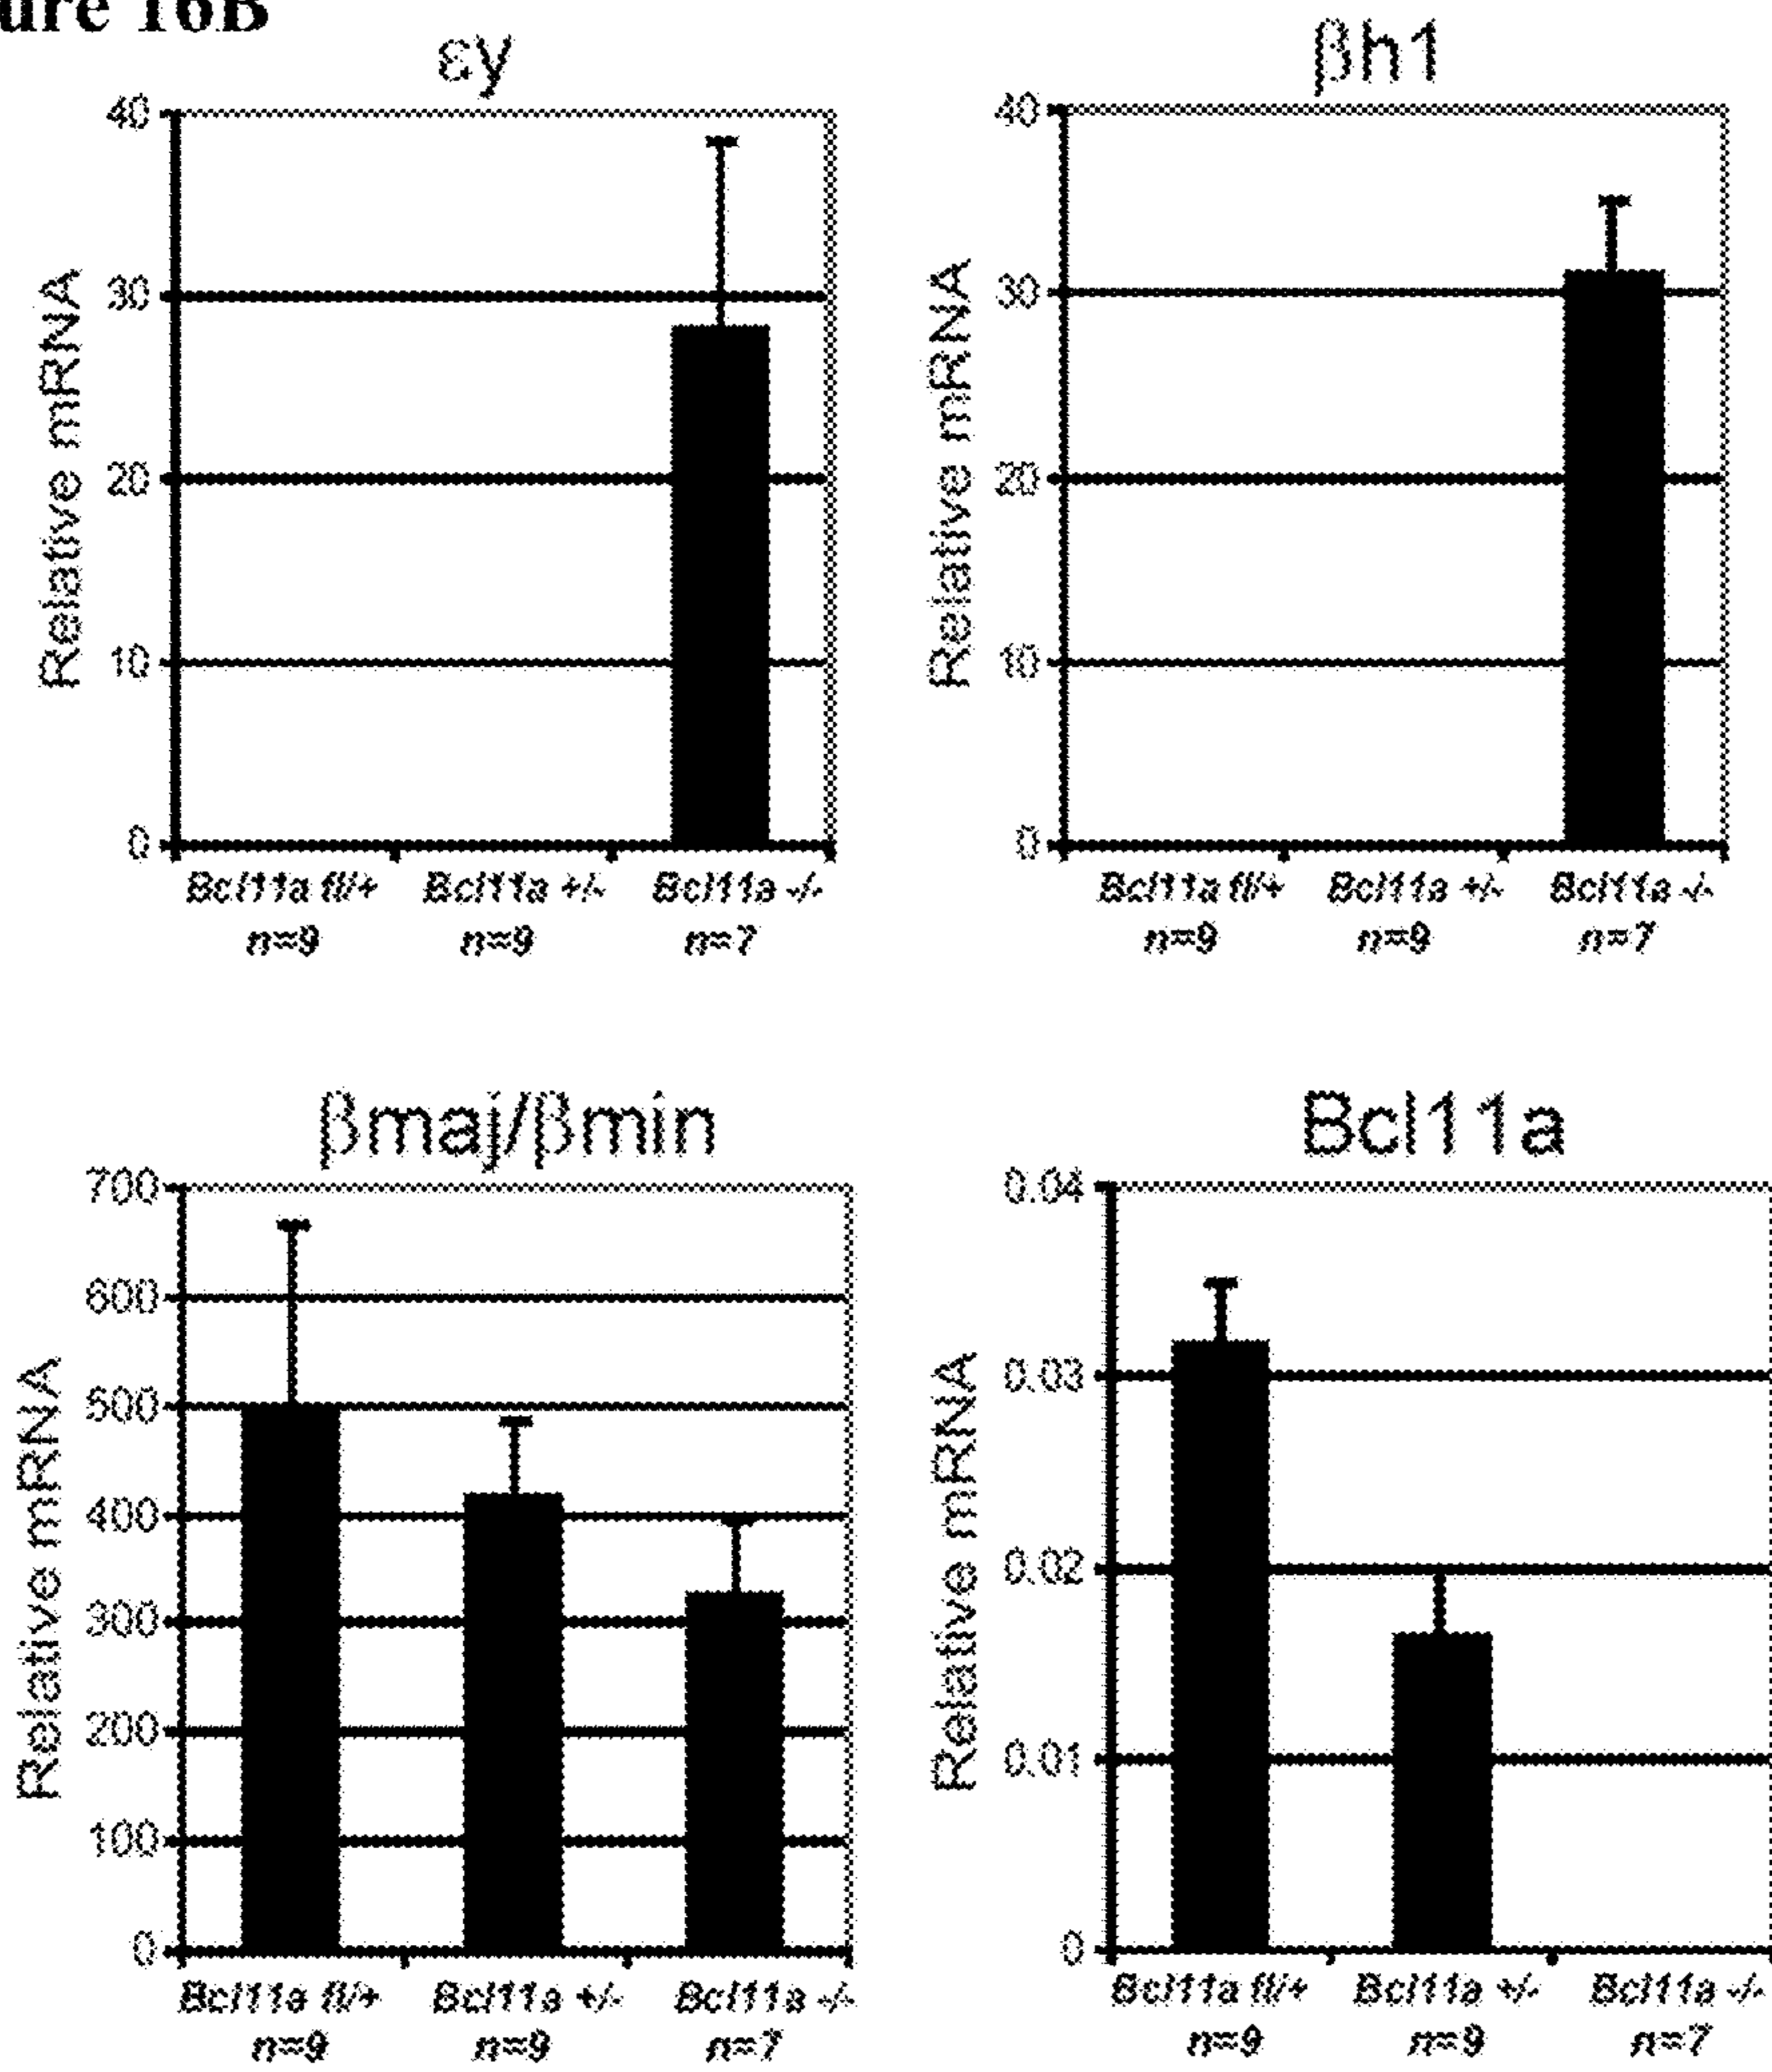 ure 16B
εy
40
30
20
10
0
Relative mRNA
Bcl11a fl/+ Bcl11a +/- Bcl11a -/-
n=9 n=9 n=7
βh1
40
30
20
10
0
Relative mRNA
Bcl11a fl/+ Bcl11a +/- Bcl11a -/-
n=9 n=9 n=7
βmaj/βmin
700
600
500
400
300
200
100
0
Relative mRNA
Bcl11a fl/+ Bcl11a +/- Bcl11a -/-
n=9 n=9 n=7
Bcl11a
0.04
0.03
0.02
0.01
0
Relative mRNA
Bcl11a fl/+ Bcl11a +/- Bcl11a -/-
n=9 n=9 n=7